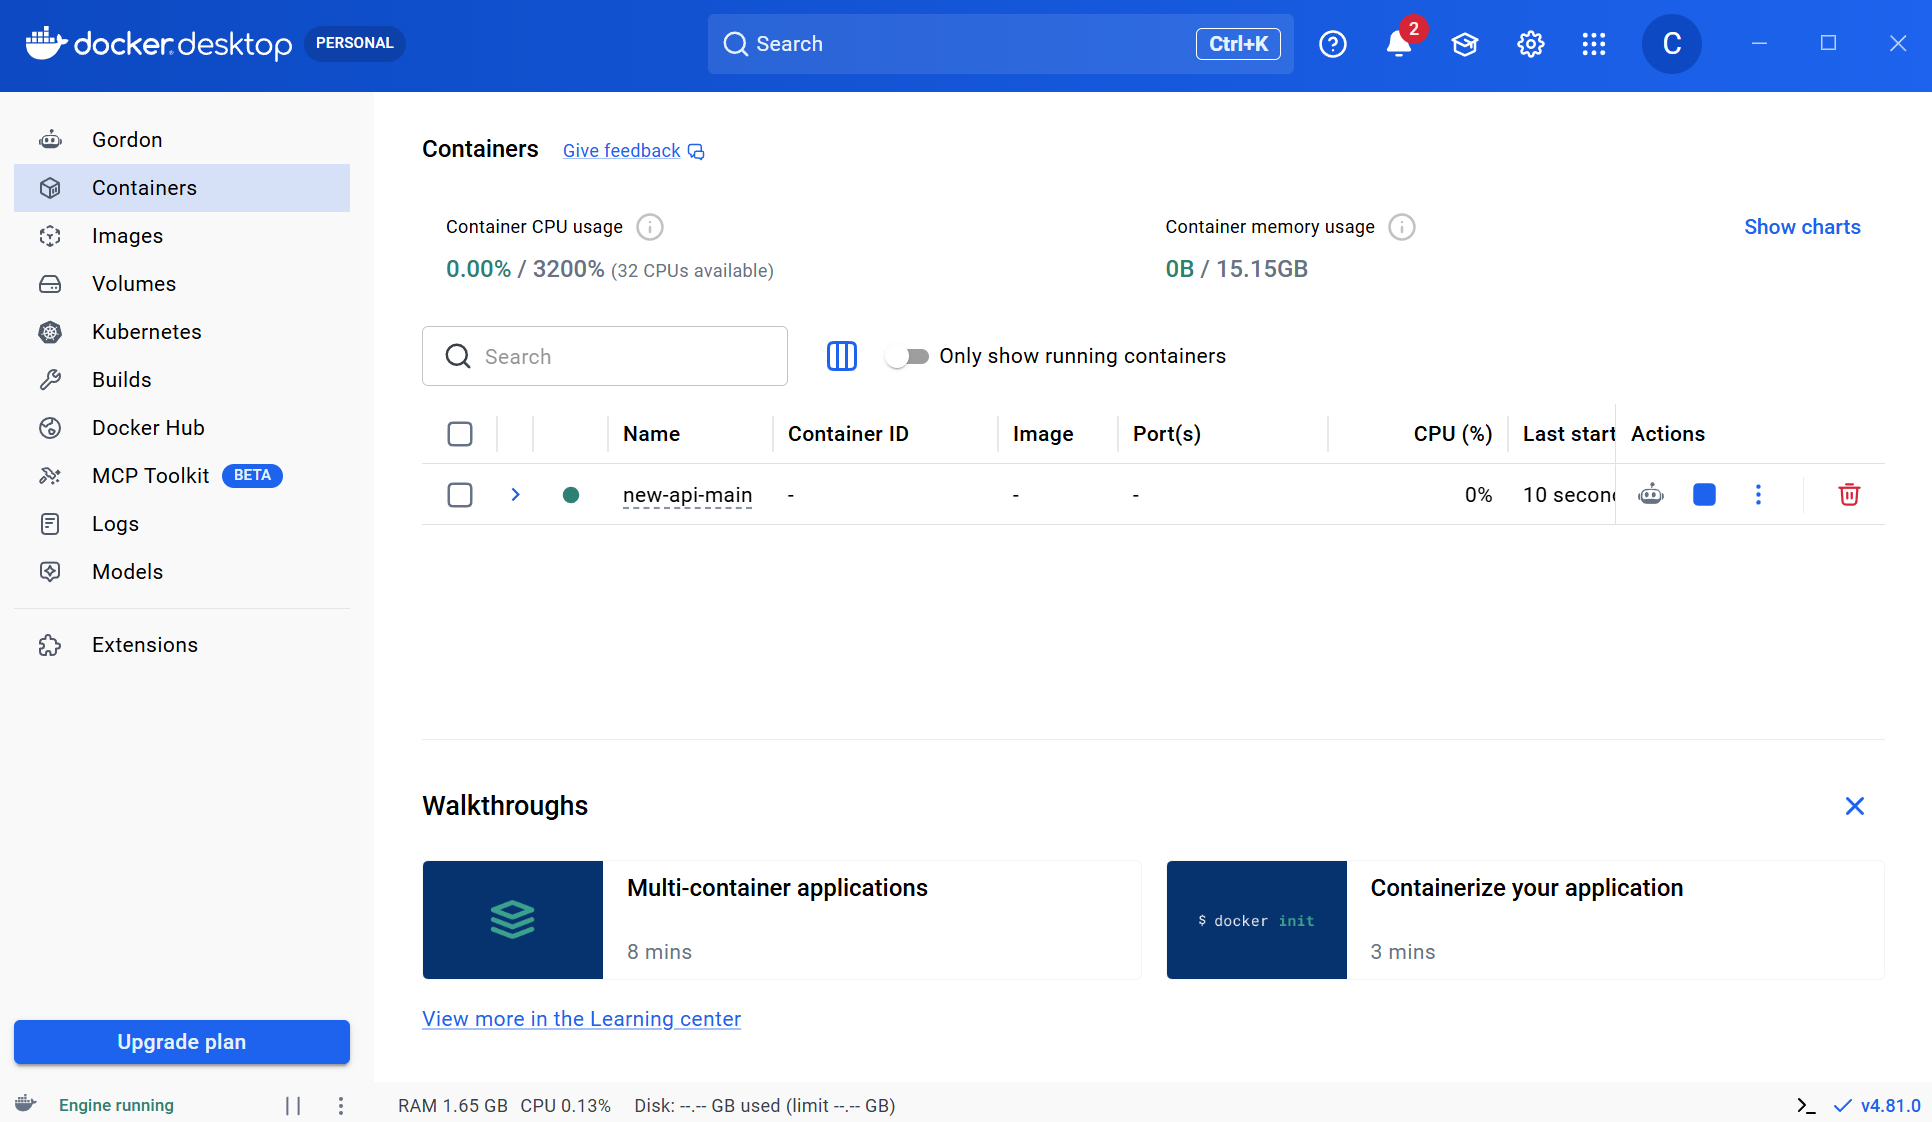 docker.desktop PERSONAL
Search Ctrl+K
2
C
Gordon
Containers
Images
Volumes
Kubernetes
Builds
Docker Hub
MCP Toolkit BETA
Logs
Models
Extensions
Upgrade plan
Containers Give feedback
Container CPU usage
0.00% / 3200% (32 CPUs available)
Container memory usage
0B / 15.15GB
Show charts
Search
Only show running containers
Name Container ID Image Port(s) CPU (%) Last start Actions
new-api-main - - - 0% 10 secon
Walkthroughs
Multi-container applications
8 mins
$ docker init
Containerize your application
3 mins
View more in the Learning center
Engine running
RAM 1.65 GB CPU 0.13% Disk: --.-- GB used (limit --.-- GB)
v4.81.0